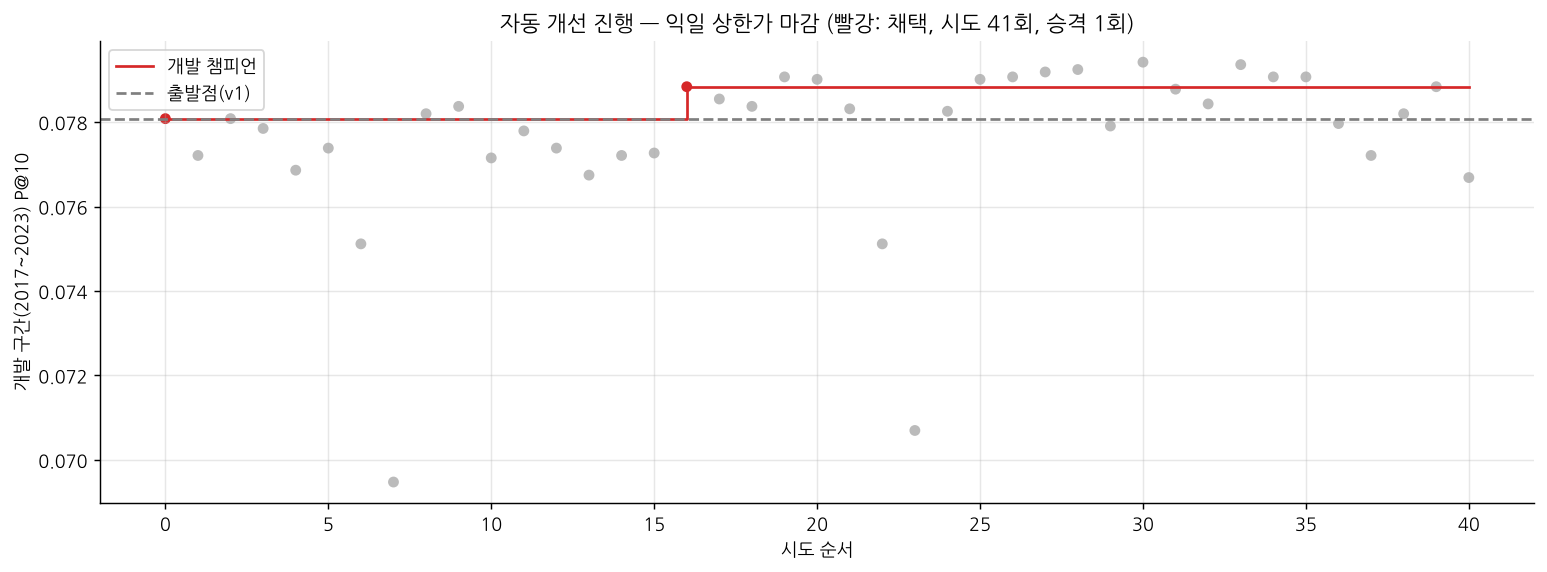 자동 개선 진행 — 익일 상한가 마감 (빨강: 채택, 시도 41회, 승격 1회)
개발 챔피언
출발점(v1)
개발 구간(2017~2023) P@10
0.078
0.076
0.074
0.072
0.070
0 5 10 15 20 25 30 35 40
시도 순서